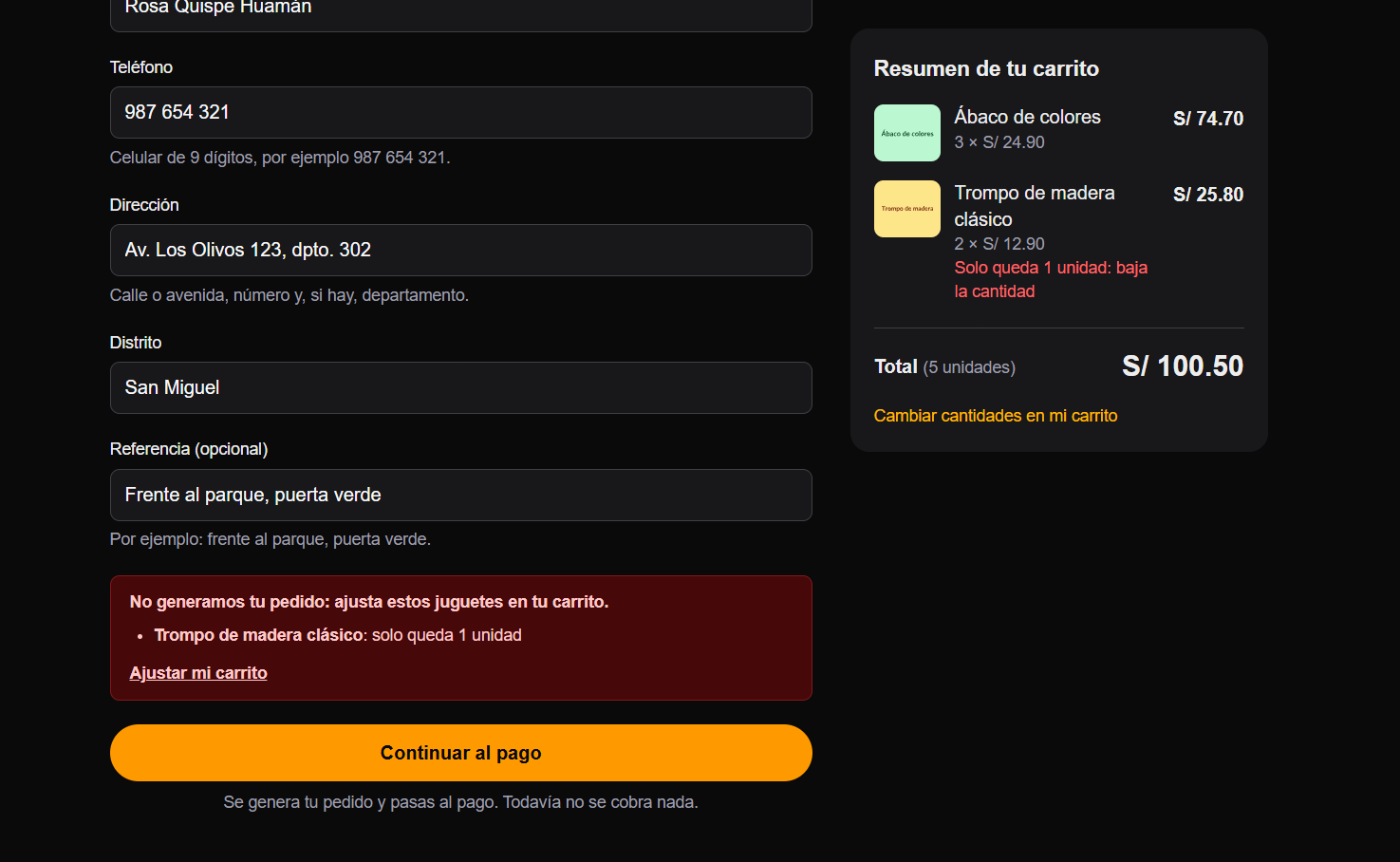 Rosa Quispe Huamán
Teléfono
987 654 321
Celular de 9 dígitos, por ejemplo 987 654 321.
Dirección
Av. Los Olivos 123, dpto. 302
Calle o avenida, número y, si hay, departamento.
Distrito
San Miguel
Referencia (opcional)
Frente al parque, puerta verde
Por ejemplo: frente al parque, puerta verde.
No generamos tu pedido: ajusta estos juguetes en tu carrito.
• Trompo de madera clásico: solo queda 1 unidad
Ajustar mi carrito
Continuar al pago
Se genera tu pedido y pasas al pago. Todavía no se cobra nada.
Resumen de tu carrito
Ábaco de colores
Ábaco de colores
S/ 74.70
3 × S/ 24.90
Trompo de madera
Trompo de madera
S/ 25.80
clásico
2 × S/ 12.90
Solo queda 1 unidad: baja
la cantidad
Total (5 unidades)
S/ 100.50
Cambiar cantidades en mi carrito